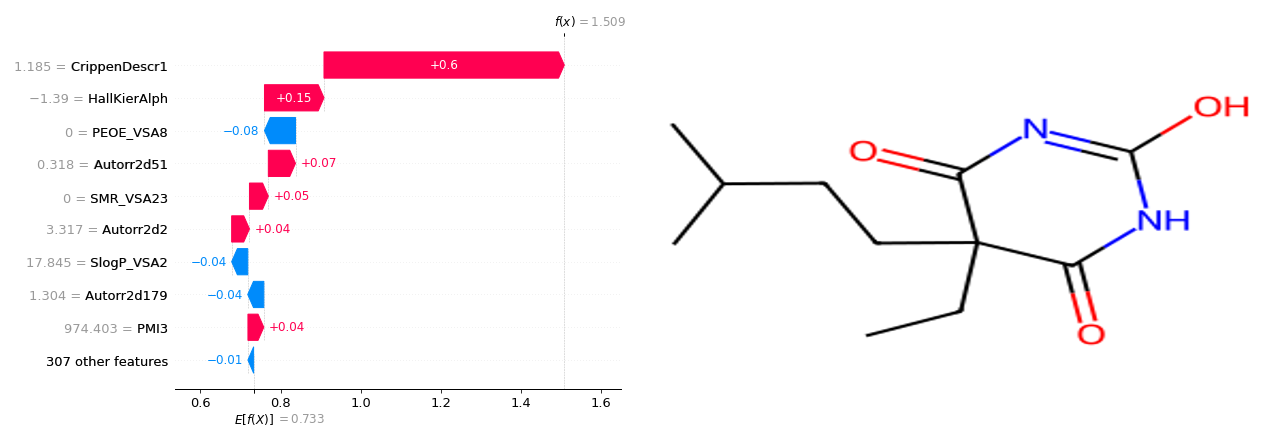 f(x) = 1.509
1.185 = CrippenDescr1
+0.6
−1.39 = HallKierAlph
+0.15
0 = PEOE_VSA8
−0.08
0.318 = Autorr2d51
+0.07
0 = SMR_VSA23
+0.05
3.317 = Autorr2d2
+0.04
17.845 = SlogP_VSA2
−0.04
1.304 = Autorr2d179
−0.04
974.403 = PMI3
+0.04
307 other features
−0.01
0.6 0.8 1.0 1.2 1.4 1.6
E[f(X)] = 0.733
OH
N
O
NH
O